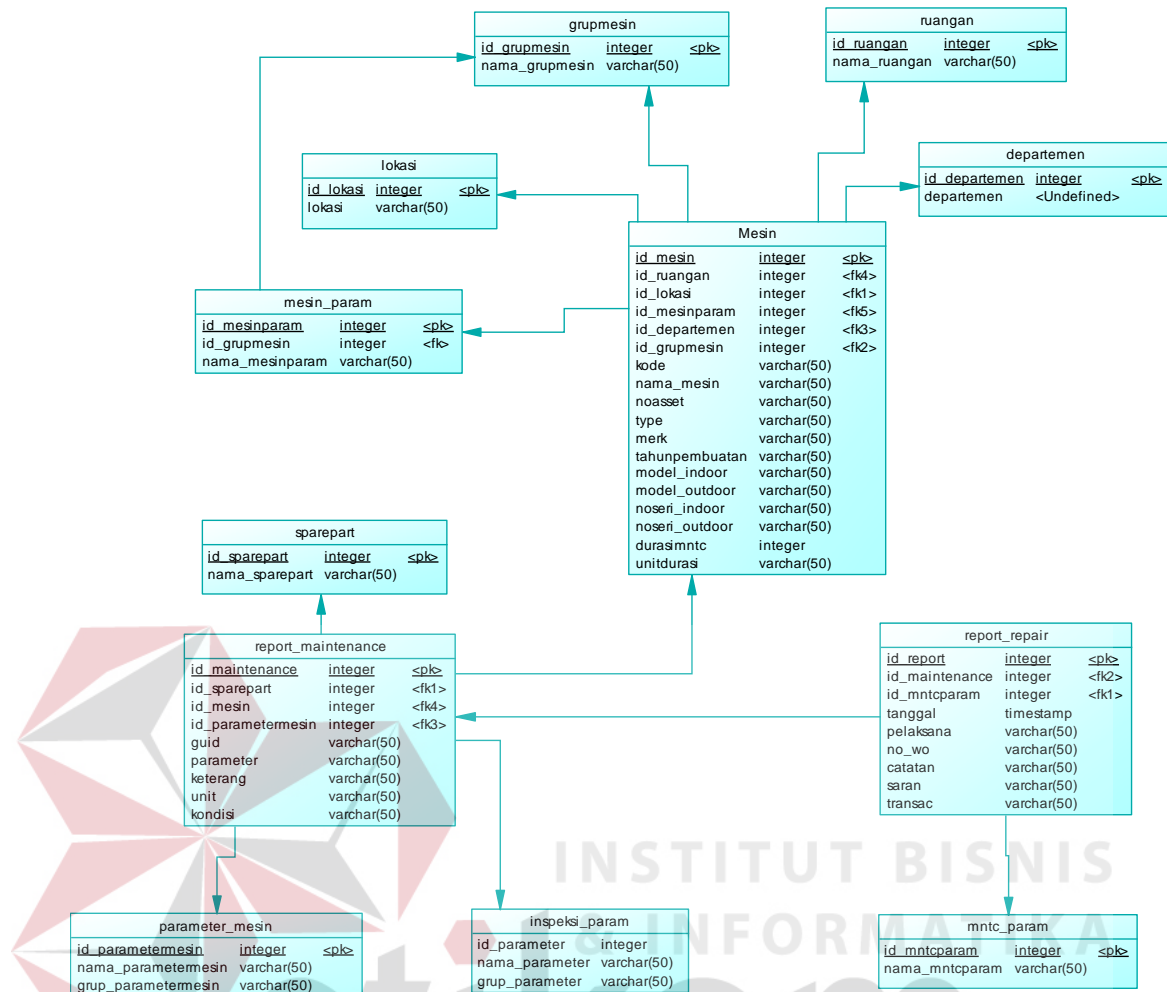 grupmesin
id_grupmesin integer <pk>
nama_grupmesin varchar(50)
ruangan
id_ruangan integer <pk>
nama_ruangan varchar(50)
lokasi
id_lokasi integer <pk>
lokasi varchar(50)
departemen
id_departemen integer <pk>
departemen <Undefined>
mesin_param
id_mesinparam integer <pk>
id_grupmesin integer <fk>
nama_mesinparam varchar(50)
Mesin
id_mesin integer <pk>
id_ruangan integer <fk4>
id_lokasi integer <fk1>
id_mesinparam integer <fk5>
id_departemen integer <fk3>
id_grupmesin integer <fk2>
kode varchar(50)
nama_mesin varchar(50)
noasset varchar(50)
type varchar(50)
merk varchar(50)
tahunpembuatan varchar(50)
model_indoor varchar(50)
model_outdoor varchar(50)
noseri_indoor varchar(50)
noseri_outdoor varchar(50)
durasimntc integer
unitdurasi varchar(50)
sparepart
id_sparepart integer <pk>
nama_sparepart varchar(50)
report_maintenance
id_maintenance integer <pk>
id_sparepart integer <fk1>
id_mesin integer <fk4>
id_parametermesin integer <fk3>
guid varchar(50)
parameter varchar(50)
keterang varchar(50)
unit varchar(50)
kondisi varchar(50)
report_repair
id_report integer <pk>
id_maintenance integer <fk2>
id_mntcparam integer <fk1>
tanggal timestamp
pelaksana varchar(50)
no_wo varchar(50)
catatan varchar(50)
saran varchar(50)
transac varchar(50)
INSTITUT BISNIS
& INFORMATIKA
parameter_mesin
id_parametermesin integer <pk>
nama_parametermesin varchar(50)
grup_parametermesin varchar(50)
inspeksi_param
id_parameter integer
nama_parameter varchar(50)
grup_parameter varchar(50)
mntc_param
id_mntcparam integer <pk>
nama_mntcparam varchar(50)